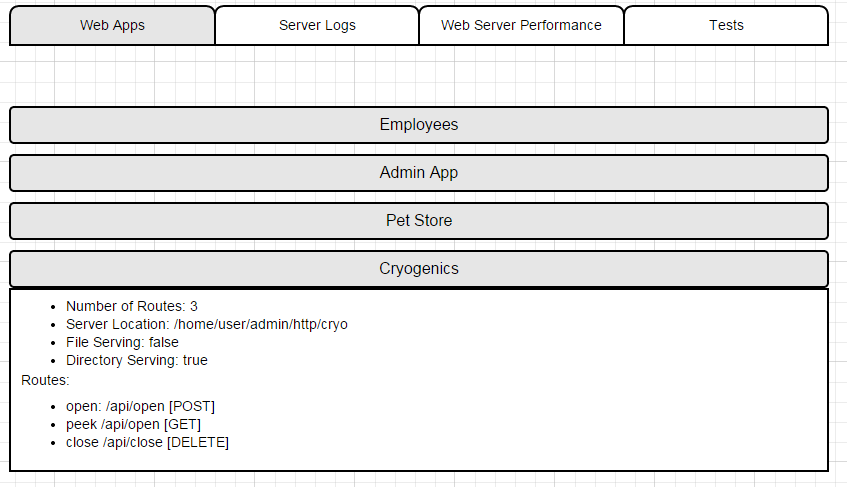 Web Apps Server Logs Web Server Performance Tests
Employees
Admin App
Pet Store
Cryogenics
• Number of Routes: 3
• Server Location: /home/user/admin/http/cryo
• File Serving: false
• Directory Serving: true
Routes:
• open: /api/open [POST]
• peek /api/open [GET]
• close /api/close [DELETE]